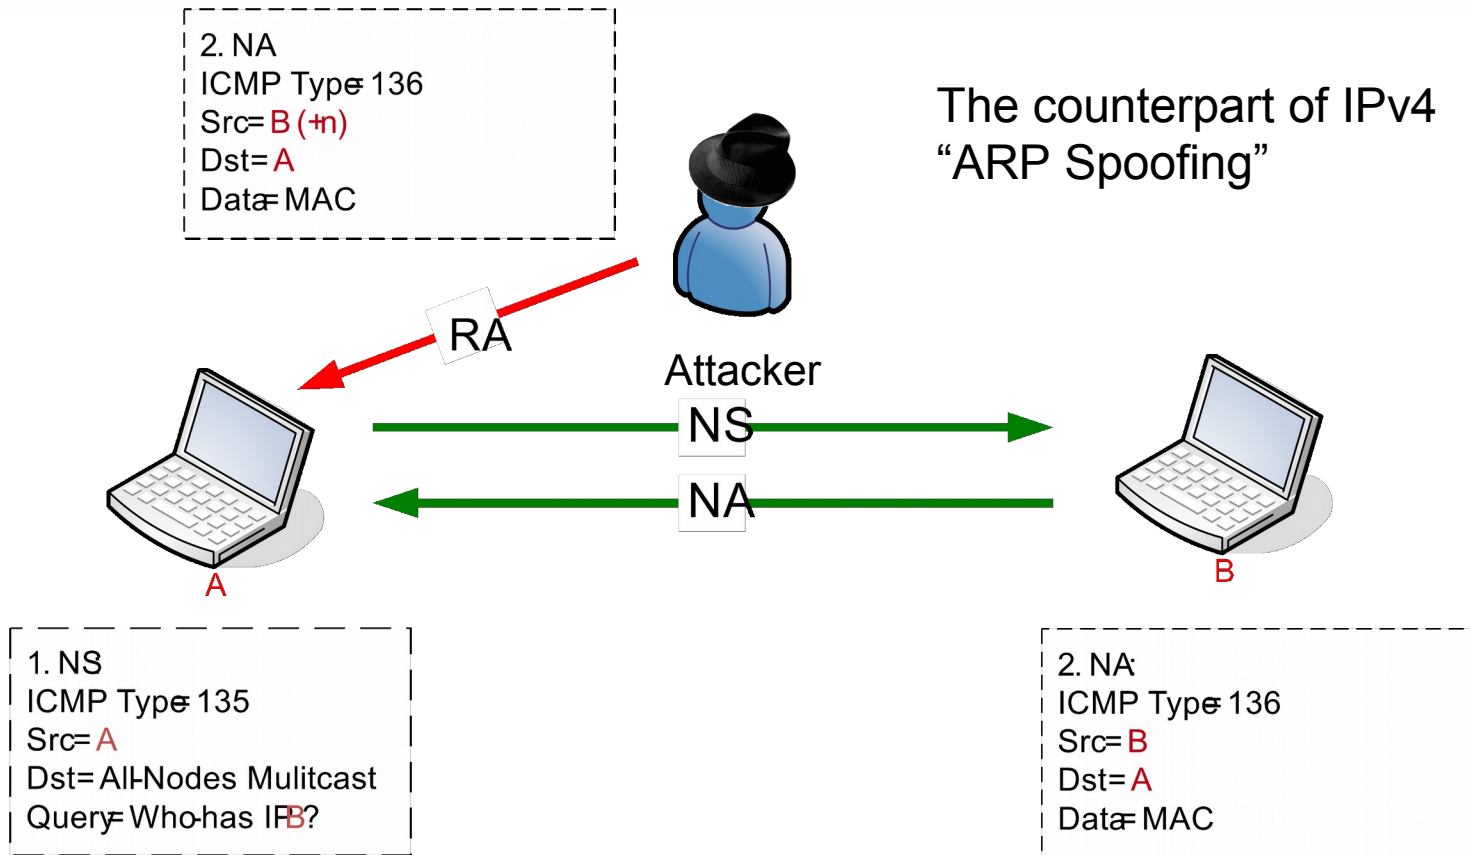 2. NA
ICMP Type= 136
Src= B (+n)
Dst= A
Data= MAC
The counterpart of IPv4
“ARP Spoofing”
RA
Attacker
NS
NA
A
B
1. NS:
ICMP Type= 135
Src= A
Dst= All-Nodes Mulitcast
Query= Who-has IP B?
2. NA:
ICMP Type= 136
Src= B
Dst= A
Data= MAC